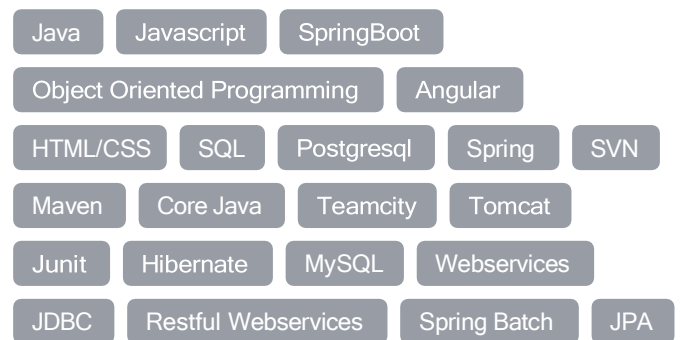 Java Javascript SpringBoot
Object Oriented Programming Angular
HTML/CSS SQL Postgresql Spring SVN
Maven Core Java Teamcity Tomcat
Junit Hibernate MySQL Webservices
JDBC Restful Webservices Spring Batch JPA